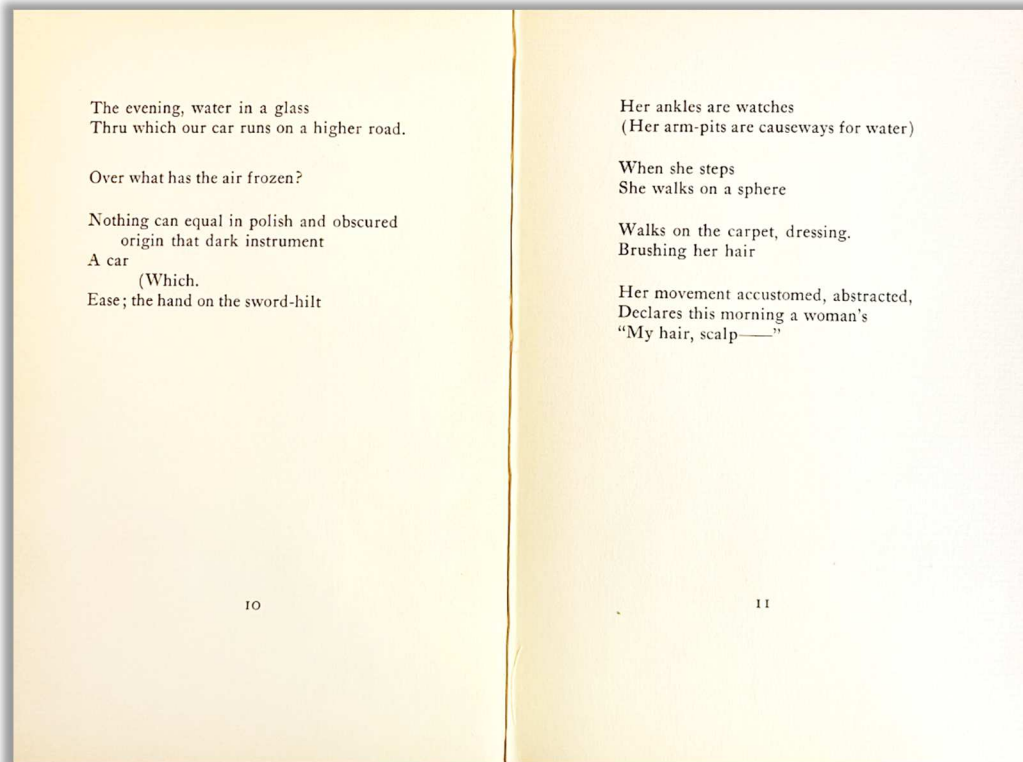 The evening, water in a glass
Thru which our car runs on a higher road.
Over what has the air frozen?
Nothing can equal in polish and obscured
origin that dark instrument
A car
(Which.
Ease; the hand on the sword-hilt
10
Her ankles are watches
(Her arm-pits are causeways for water)
When she steps
She walks on a sphere
Walks on the carpet, dressing.
Brushing her hair
Her movement accustomed, abstracted,
Declares this morning a woman's
“My hair, scalp——”
11